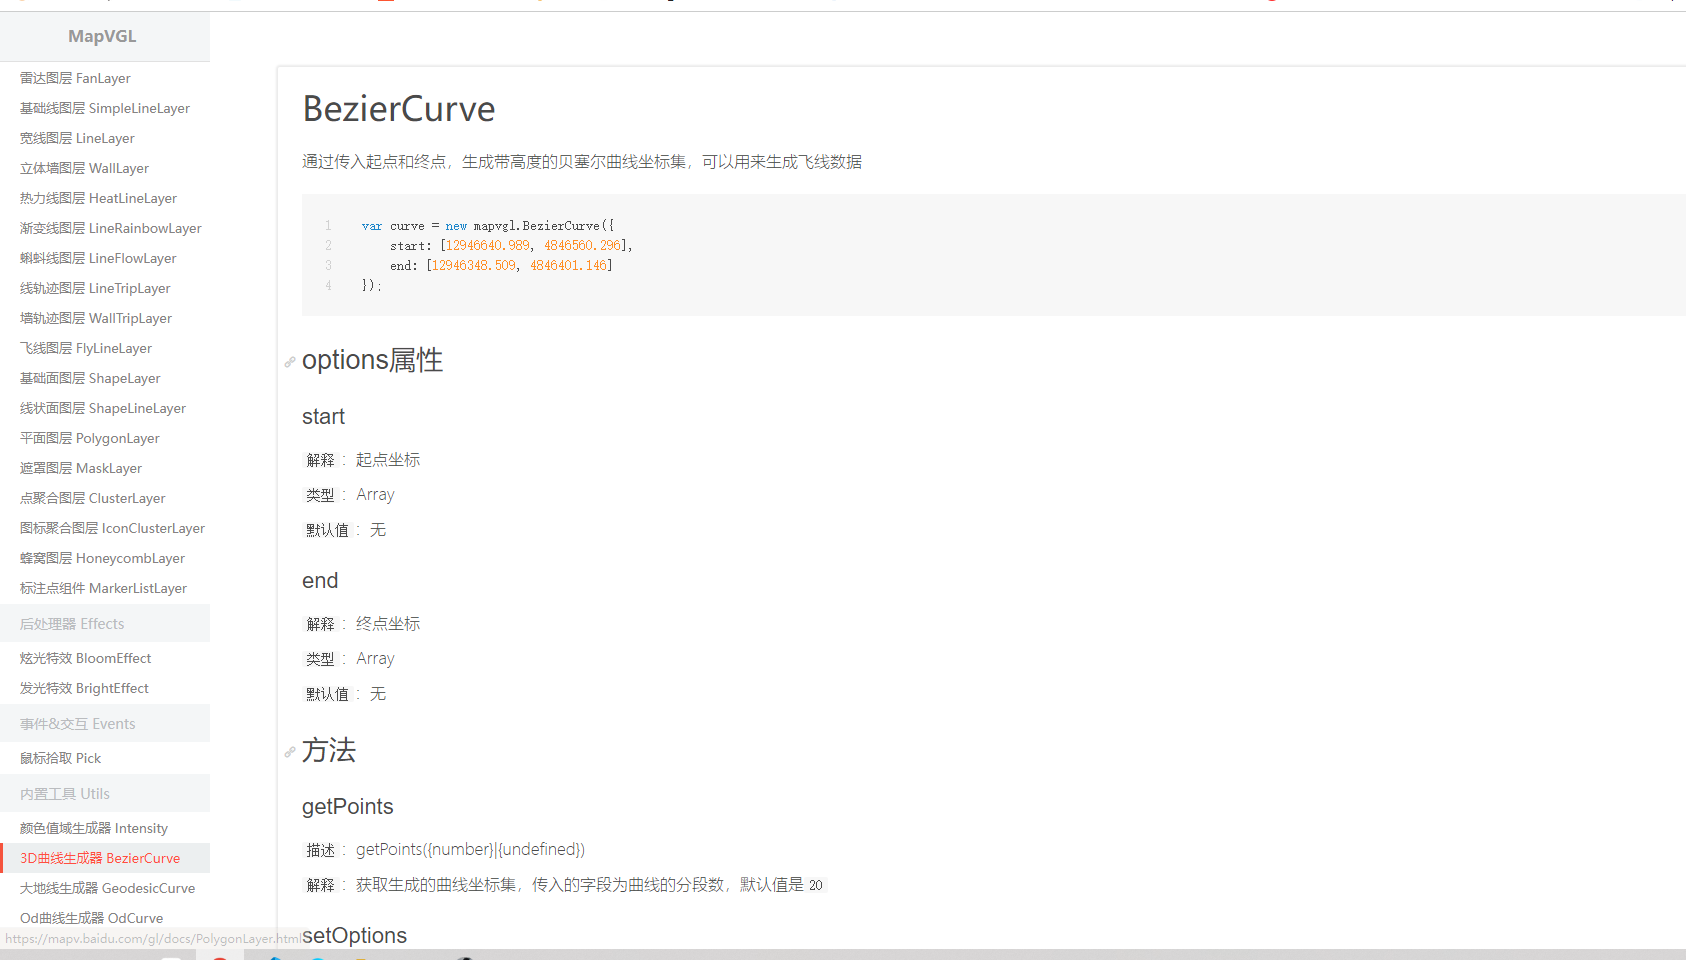 MapVGL
雷达图层 FanLayer
基础线图层 SimpleLineLayer
宽线图层 LineLayer
立体墙图层 WallLayer
热力线图层 HeatLineLayer
渐变线图层 LineRainbowLayer
蝌蚪线图层 LineFlowLayer
线轨迹图层 LineTripLayer
墙轨迹图层 WallTripLayer
飞线图层 FlyLineLayer
基础面图层 ShapeLayer
线状面图层 ShapeLineLayer
平面图层 PolygonLayer
遮罩图层 MaskLayer
点聚合图层 ClusterLayer
图标聚合图层 IconClusterLayer
蜂窝图层 HoneycombLayer
标注点组件 MarkerListLayer
后处理器 Effects
炫光特效 BloomEffect
发光特效 BrightEffect
事件&交互 Events
鼠标拾取 Pick
内置工具 Utils
颜色值域生成器 Intensity
3D曲线生成器 BezierCurve
大地线生成器 GeodesicCurve
Od曲线生成器 OdCurve
https://mapv.baidu.com/gl/docs/PolygonLayer.html
BezierCurve
通过传入起点和终点，生成带高度的贝塞尔曲线坐标集，可以用来生成飞线数据
1 var curve = new mapvgl.BezierCurve({
2 start: [12946640.989, 4846560.296],
3 end: [12946348.509, 4846401.146]
4 });
options属性
start
解释：起点坐标
类型：Array
默认值：无
end
解释：终点坐标
类型：Array
默认值：无
方法
getPoints
描述：getPoints({number}|{undefined})
解释：获取生成的曲线坐标集，传入的字段为曲线的分段数，默认值是 20
setOptions